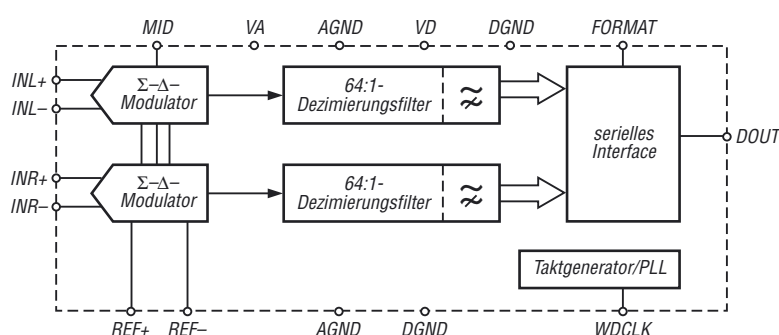 MID VA AGND VD DGND FORMAT
INL+
INL–
Σ–Δ–
Modulator
64:1-
Dezimierungsfilter
≈
serielles
Interface
DOUT
INR+
INR–
Σ–Δ–
Modulator
64:1-
Dezimierungsfilter
≈
Taktgenerator/PLL
REF+ REF– AGND DGND WDCLK